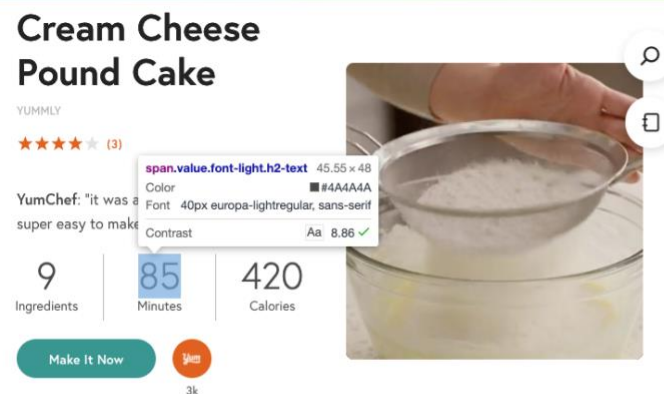 Cream Cheese
Pound Cake
YUMMLY
(3)
span.value.font-light.h2-text 45.55 × 48
Color #4A4A4A
Font 40px europa-lightregular, sans-serif
Contrast Aa 8.86
YumChef: "it was a
super easy to make
9
Ingredients
85
Minutes
420
Calories
Make It Now
Yum
3k